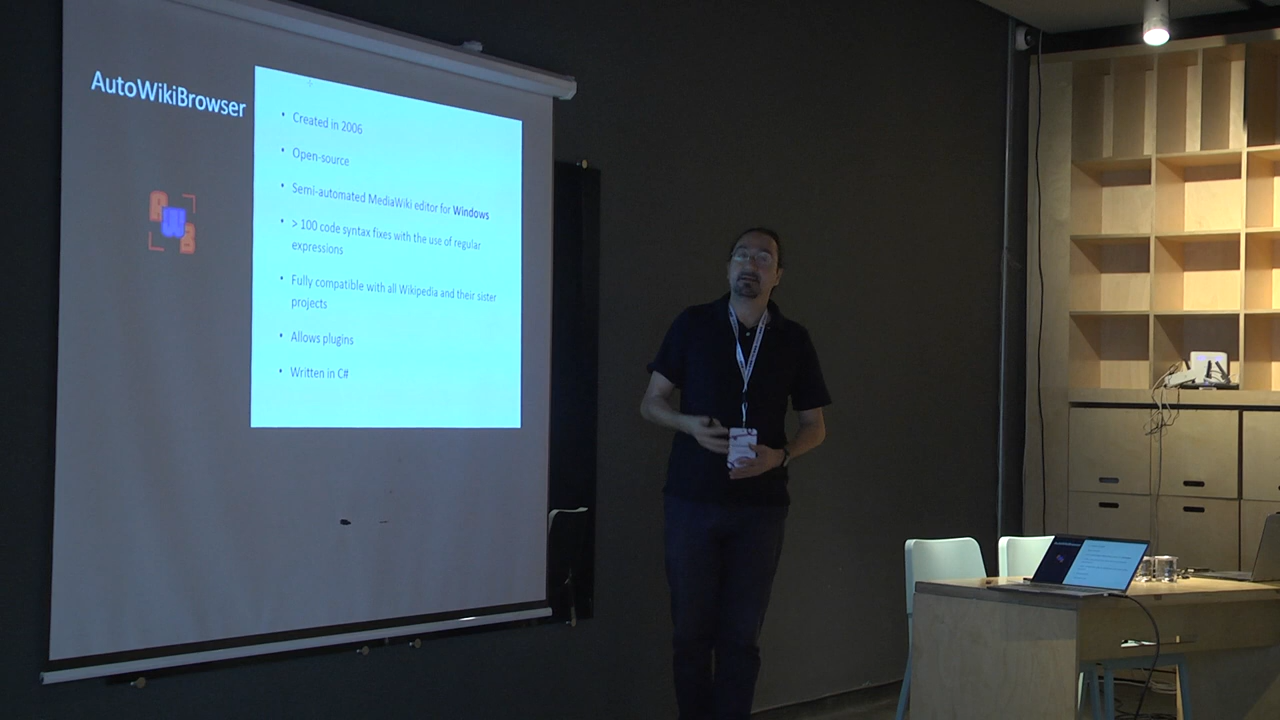 AutoWikiBrowser
A
W
B
• Created in 2006
• Open-source
• Semi-automated MediaWiki editor for Windows
• > 100 code syntax fixes with the use of regular
expressions
• Fully compatible with all Wikipedia and their sister
projects
• Allows plugins
• Written in C#